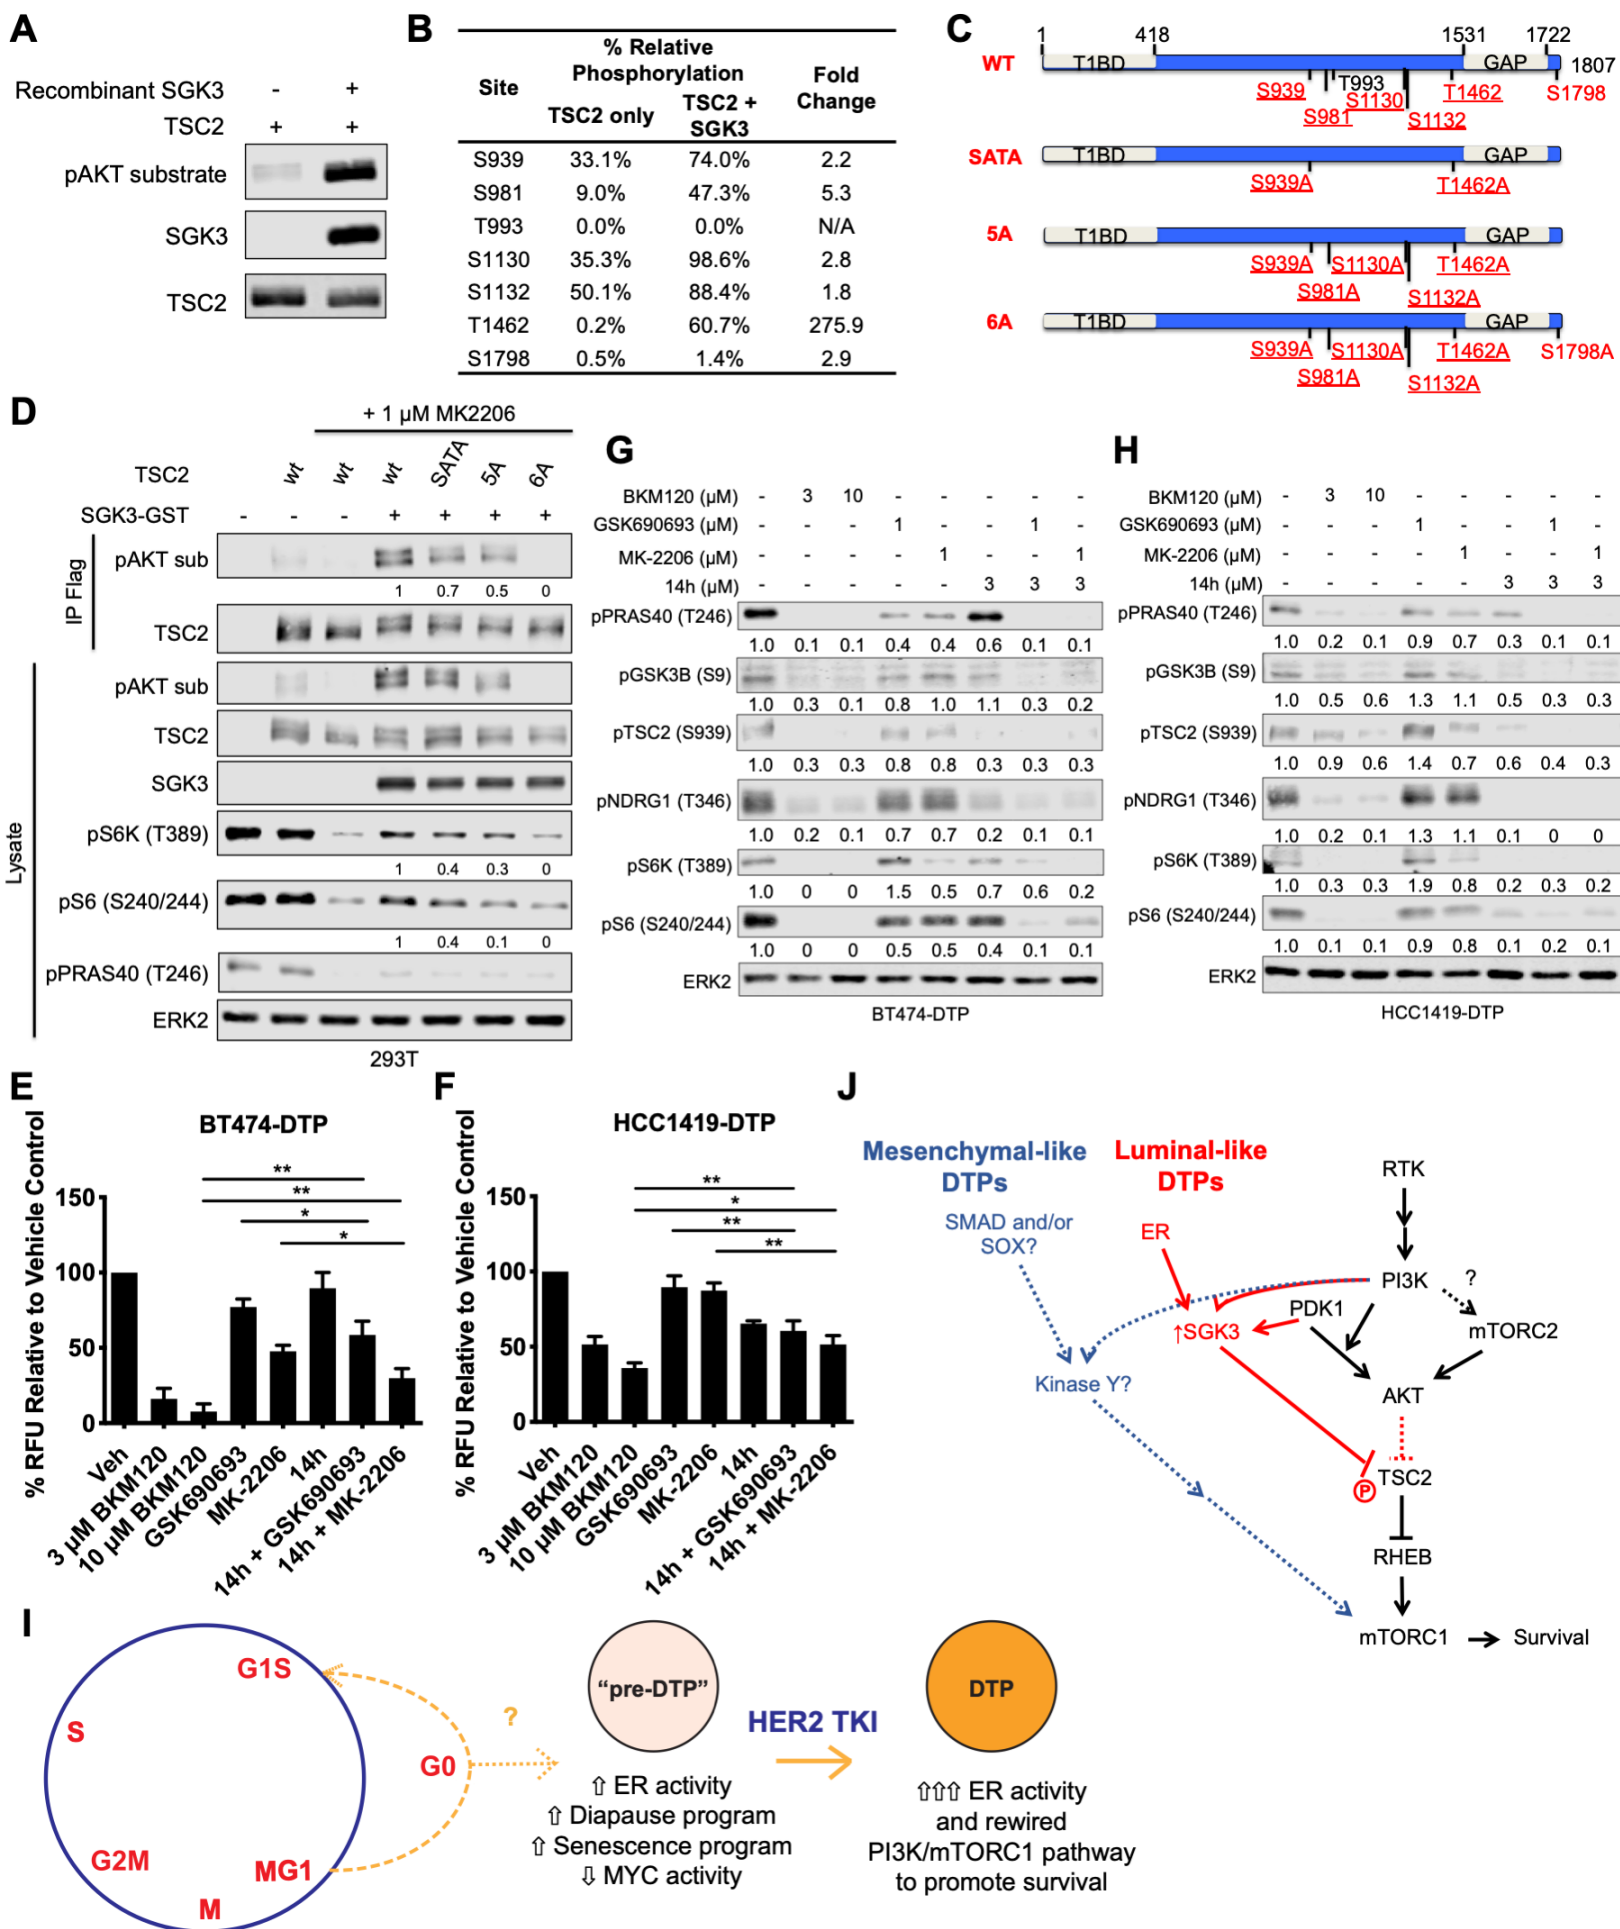 A
Recombinant SGK3 - +
TSC2 + +
pAKT substrate
SGK3
TSC2
B
% Relative
Phosphorylation
Site
Fold
Change
TSC2 only
TSC2 +
SGK3
S939 33.1% 74.0% 2.2
S981 9.0% 47.3% 5.3
T993 0.0% 0.0% N/A
S1130 35.3% 98.6% 2.8
S1132 50.1% 88.4% 1.8
T1462 0.2% 60.7% 275.9
S1798 0.5% 1.4% 2.9
C
1 418 1531 1722
WT T1BD GAP 1807
S939 T993 T1462 S1798
S1130
S981 S1132
SATA T1BD GAP
S939A T1462A
5A T1BD GAP
S939A S1130A T1462A
S981A S1132A
6A T1BD GAP
S939A S1130A T1462A S1798A
S981A S1132A
D
+ 1 µM MK2206
TSC2 wt wt wt SATA 5A 6A
SGK3-GST - - - + + + +
IP Flag
pAKT sub
1 0.7 0.5 0
TSC2
Lysate
pAKT sub
TSC2
SGK3
pS6K (T389)
1 0.4 0.3 0
pS6 (S240/244)
1 0.4 0.1 0
pPRAS40 (T246)
ERK2
293T
G
BKM120 (µM) - 3 10 - - - - -
GSK690693 (µM) - - - 1 - - 1 -
MK-2206 (µM) - - - - 1 - - 1
14h (µM) - - - - - 3 3 3
pPRAS40 (T246)
1.0 0.1 0.1 0.4 0.4 0.6 0.1 0.1
pGSK3B (S9)
1.0 0.3 0.1 0.8 1.0 1.1 0.3 0.2
pTSC2 (S939)
1.0 0.3 0.3 0.8 0.8 0.3 0.3 0.3
pNDRG1 (T346)
1.0 0.2 0.1 0.7 0.7 0.2 0.1 0.1
pS6K (T389)
1.0 0 0 1.5 0.5 0.7 0.6 0.2
pS6 (S240/244)
1.0 0 0 0.5 0.5 0.4 0.1 0.1
ERK2
BT474-DTP
H
BKM120 (µM) - 3 10 - - - - -
GSK690693 (µM) - - - 1 - - 1 -
MK-2206 (µM) - - - - 1 - - 1
14h (µM) - - - - - 3 3 3
pPRAS40 (T246)
1.0 0.2 0.1 0.9 0.7 0.3 0.1 0.1
pGSK3B (S9)
1.0 0.5 0.6 1.3 1.1 0.5 0.3 0.3
pTSC2 (S939)
1.0 0.9 0.6 1.4 0.7 0.6 0.4 0.3
pNDRG1 (T346)
1.0 0.2 0.1 1.3 1.1 0.1 0 0
pS6K (T389)
1.0 0.3 0.3 1.9 0.8 0.2 0.3 0.2
pS6 (S240/244)
1.0 0.1 0.1 0.9 0.8 0.1 0.2 0.1
ERK2
HCC1419-DTP
E
BT474-DTP
% RFU Relative to Vehicle Control
**
**
*
*
150
100
50
0
Veh
3 µM BKM120
10 µM BKM120
GSK690693
MK-2206
14h
14h + GSK690693
14h + MK-2206
F
HCC1419-DTP
% RFU Relative to Vehicle Control
**
*
**
**
150
100
50
0
Veh
3 µM BKM120
10 µM BKM120
GSK690693
MK-2206
14h
14h + GSK690693
14h + MK-2206
J
Mesenchymal-like
DTPs
Luminal-like
DTPs
RTK
SMAD and/or
SOX?
ER
PI3K
?
PDK1
↑SGK3
mTORC2
Kinase Y?
AKT
TSC2
P
RHEB
mTORC1
Survival
I
G1S
S
G0
G2M
MG1
M
?
“pre-DTP”
HER2 TKI
DTP
⇧ ER activity
⇧ Diapause program
⇧ Senescence program
⇩ MYC activity
⇧⇧⇧ ER activity
and rewired
PI3K/mTORC1 pathway
to promote survival